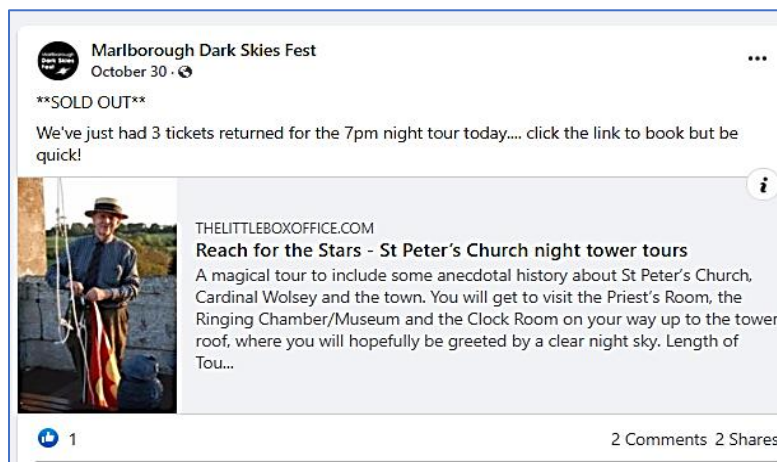 Marlborough
Dark Skies
Fest
Marlborough Dark Skies Fest
October 30 ·
**SOLD OUT**
We've just had 3 tickets returned for the 7pm night tour today.... click the link to book but be
quick!
i
THELITTLEBOXOFFICE.COM
Reach for the Stars - St Peter's Church night tower tours
A magical tour to include some anecdotal history about St Peter's Church,
Cardinal Wolsey and the town. You will get to visit the Priest's Room, the
Ringing Chamber/Museum and the Clock Room on your way up to the tower
roof, where you will hopefully be greeted by a clear night sky. Length of
Tou...
1
2 Comments 2 Shares